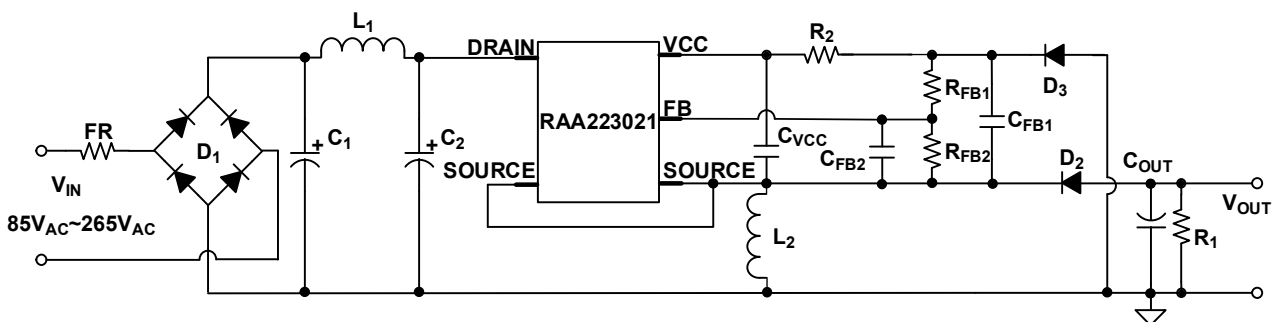 L1
DRAIN
VCC
R2
D3
RFB1
FR
D1
+ C1
+ C2
RAA223021
FB
CVCC
CFB2
RFB2
CFB1
VIN
SOURCE
SOURCE
D2
COUT
VOUT
85VAC~265VAC
L2
R1